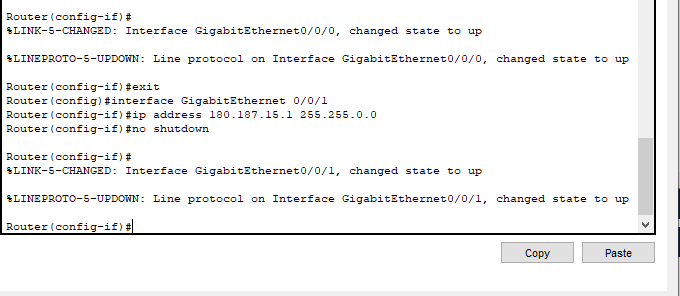 Router(config-if)#
%LINK-5-CHANGED: Interface GigabitEthernet0/0/0, changed state to up
%LINEPROTO-5-UPDOWN: Line protocol on Interface GigabitEthernet0/0/0, changed state to up
Router(config-if)#exit
Router(config)#interface GigabitEthernet 0/0/1
Router(config-if)#ip address 180.187.15.1 255.255.0.0
Router(config-if)#no shutdown
Router(config-if)#
%LINK-5-CHANGED: Interface GigabitEthernet0/0/1, changed state to up
%LINEPROTO-5-UPDOWN: Line protocol on Interface GigabitEthernet0/0/1, changed state to up
Router(config-if)#
Copy Paste